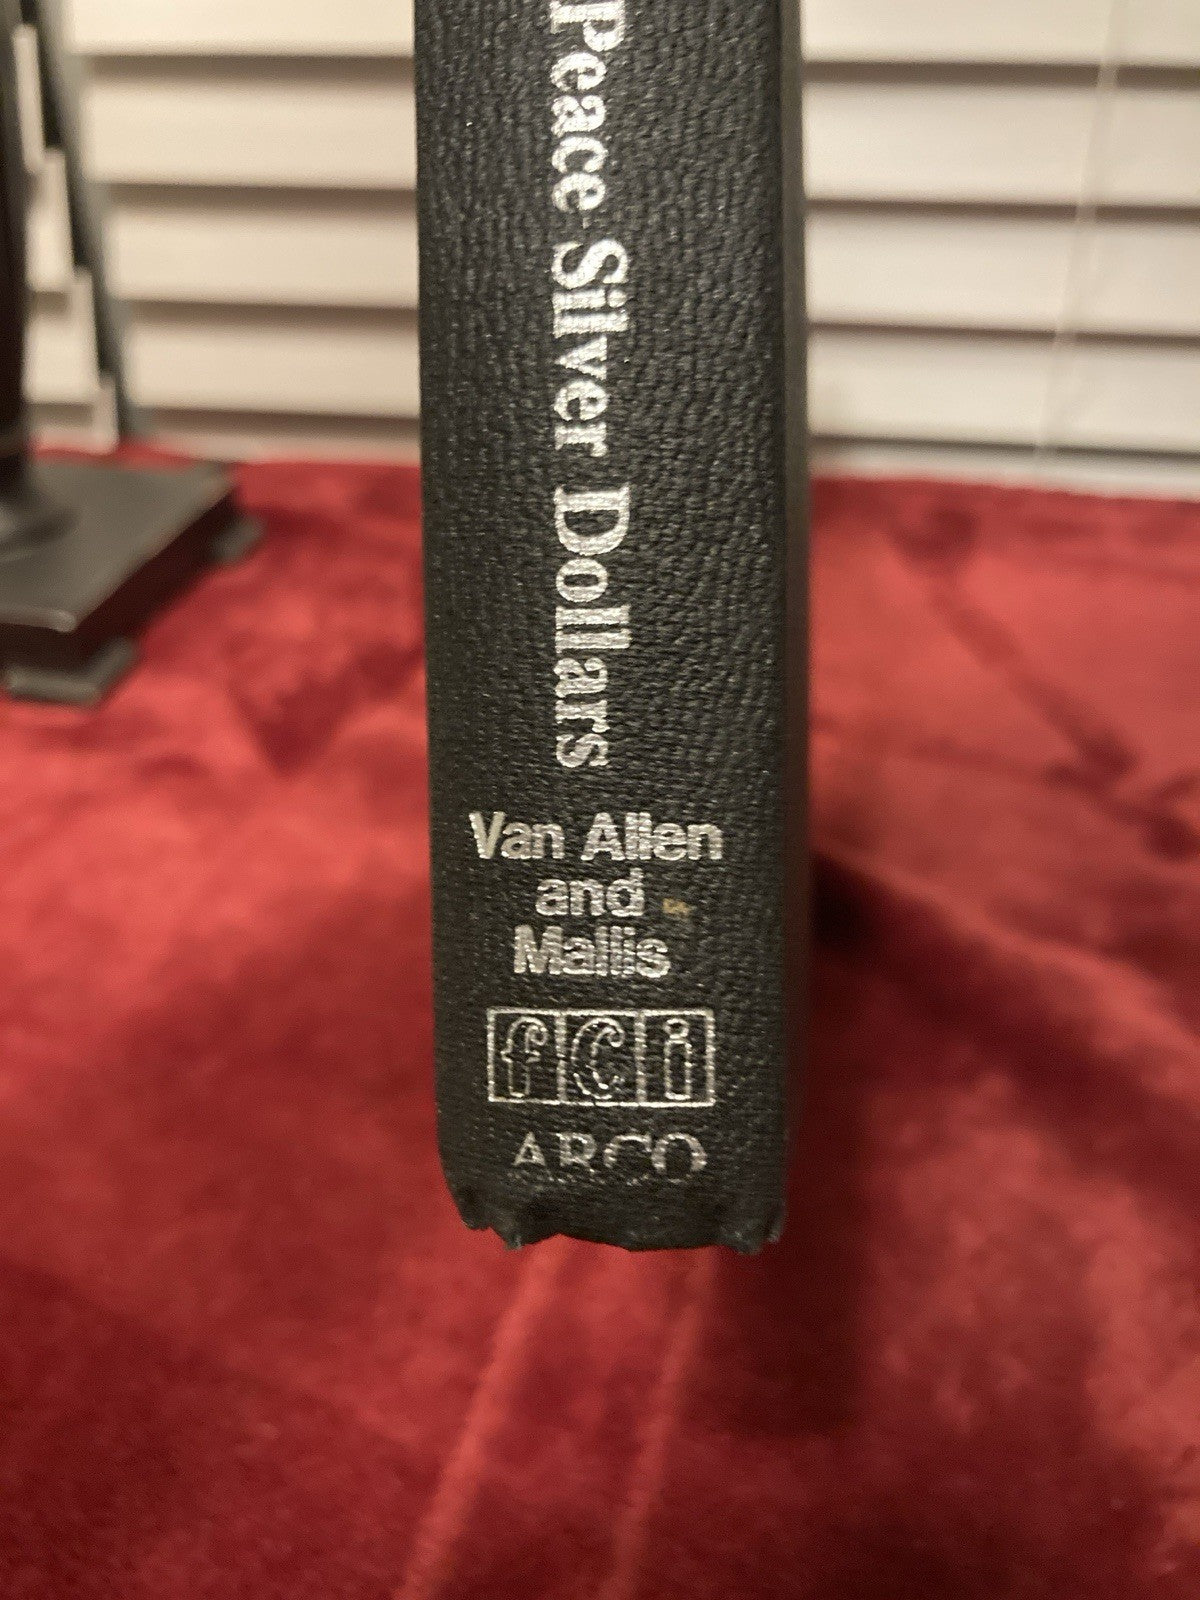 Peace Silver Dollars
Van Allen
and
Mallis
fci
ARCO